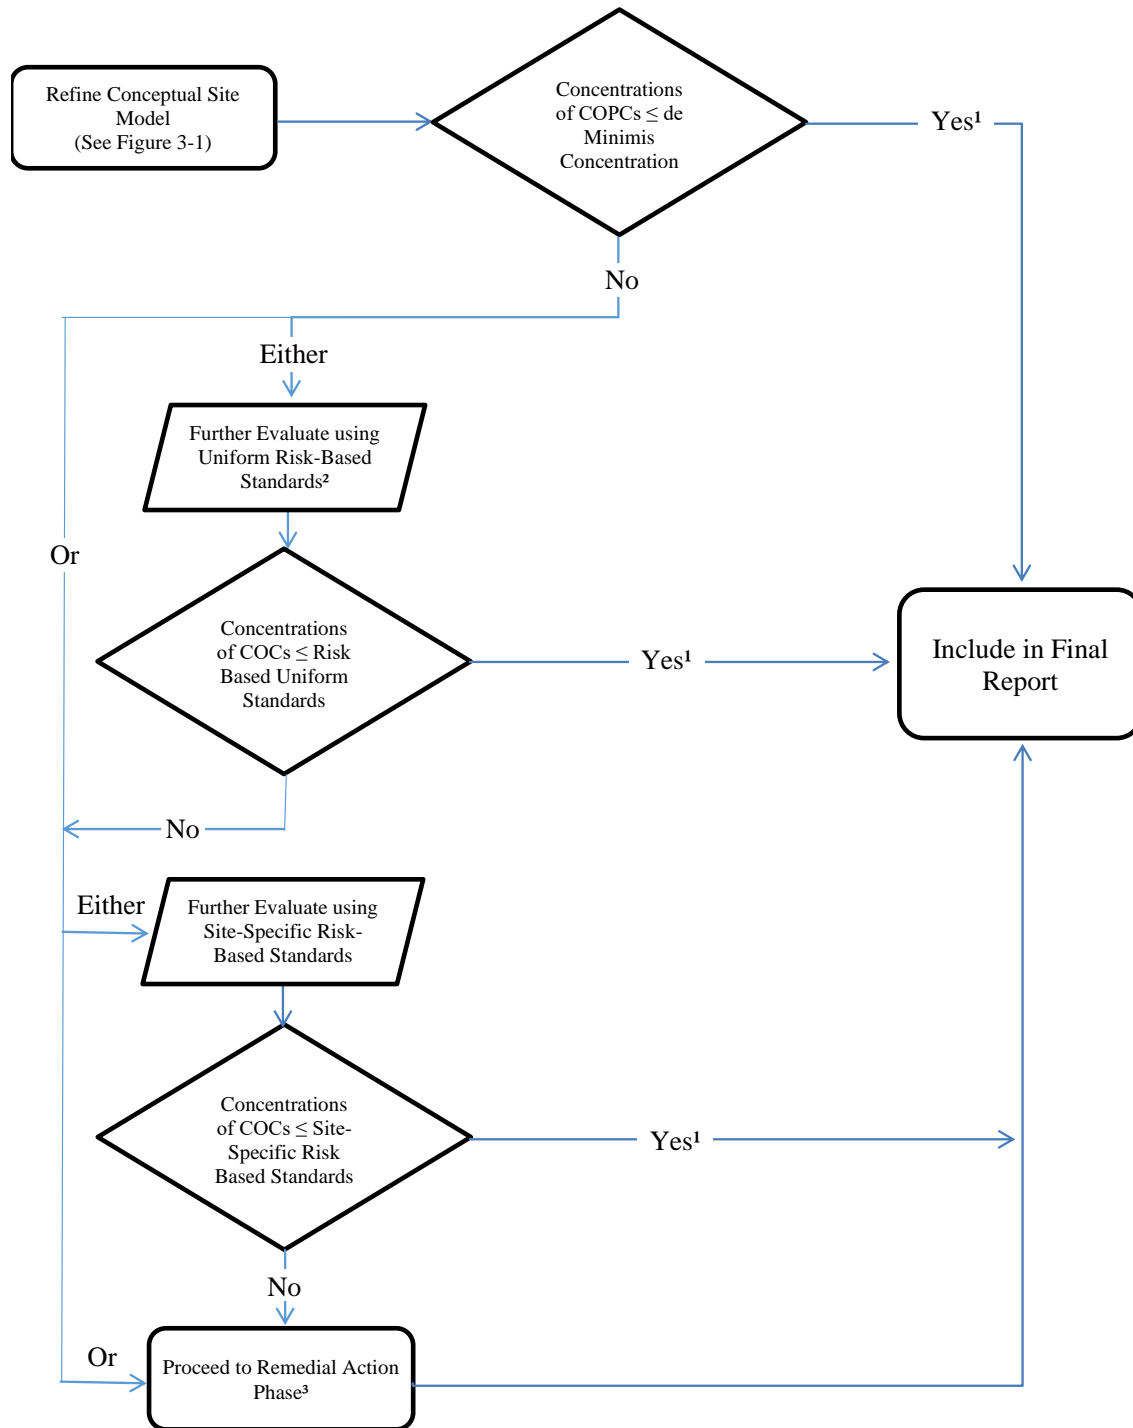 Refine Conceptual Site
Model
(See Figure 3-1)
Concentrations
of COPCs ≤ de
Minimis
Concentration
Yes¹
No
Either
Further Evaluate using
Uniform Risk-Based
Standards²
Or
Concentrations
of COCs ≤ Risk
Based Uniform
Standards
Yes¹
Include in Final
Report
No
Either
Further Evaluate using
Site-Specific Risk-
Based Standards
Concentrations
of COCs ≤ Site-
Specific Risk
Based Standards
Yes¹
No
Or
Proceed to Remedial Action
Phase³